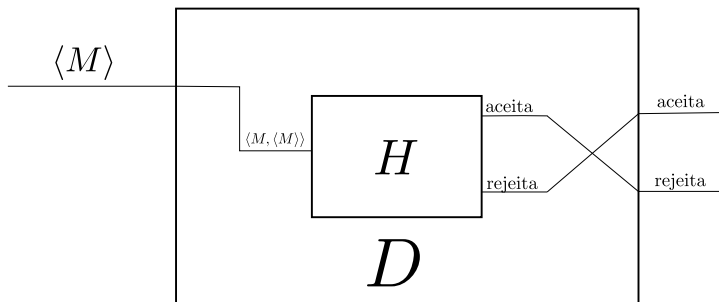 ⟨M⟩
⟨M, ⟨M⟩⟩
H
aceita
rejeita
aceita
rejeita
D